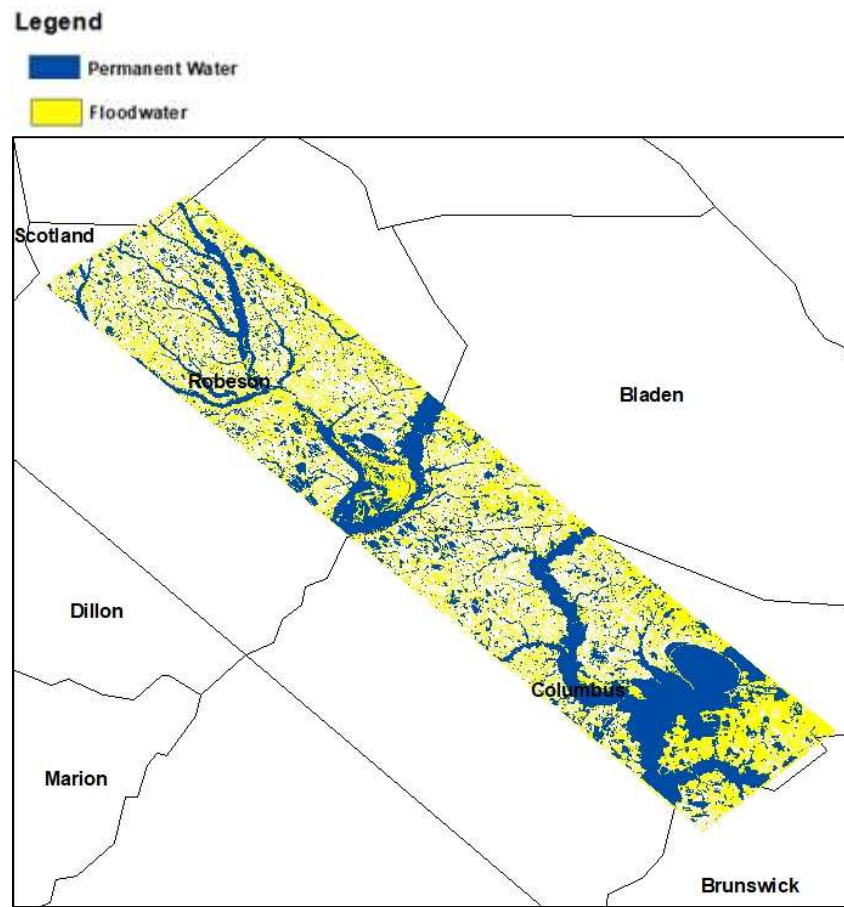 Legend
Permanent Water
Floodwater
Scotland
Robeson
Bladen
Dillon
Columbus
Marion
Brunswick